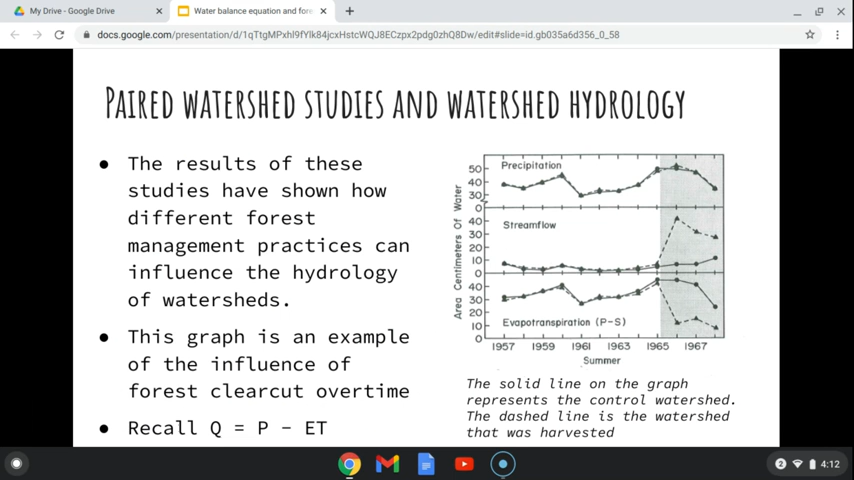 My Drive - Google Drive
Water balance equation and fore
docs.google.com/presentation/d/1qTtgMPxhl9fYlk84jcxHstcWQJ8ECzpx2pdg0zhQ8Dw/edit#slide=id.gb035a6d356_0_58
Paired watershed studies and watershed hydrology
● The results of these
studies have shown how
different forest
management practices can
influence the hydrology
of watersheds.
● This graph is an example
of the influence of
forest clearcut overtime
● Recall Q = P - ET
Area Centimeters Of Water
Precipitation
50
40
30
0
Streamflow
40
30
20
10
0
40
30
20
10
0
Evapotranspiration (P-S)
1957 1959 1961 1963 1965 1967
Summer
The solid line on the graph
represents the control watershed.
The dashed line is the watershed
that was harvested
2
4:12